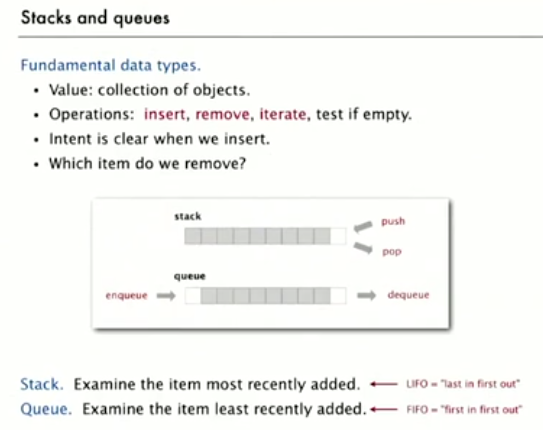 Stacks and queues
Fundamental data types.
• Value: collection of objects.
• Operations: insert, remove, iterate, test if empty.
• Intent is clear when we insert.
• Which item do we remove?
stack
push
pop
queue
enqueue
dequeue
Stack. Examine the item most recently added. LIFO = "last in first out"
Queue. Examine the item least recently added. FIFO = "first in first out"